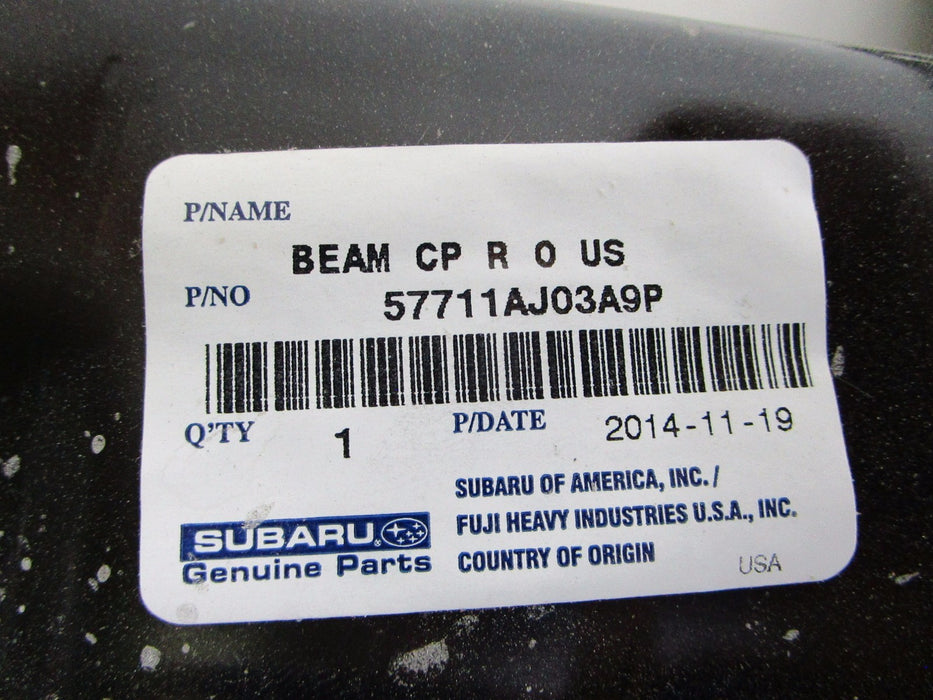 P/NAME
BEAM CP R O US
P/NO 57711AJ03A9P
Q'TY 1 P/DATE 2014-11-19
SUBARU OF AMERICA, INC. /
FUJI HEAVY INDUSTRIES U.S.A., INC.
COUNTRY OF ORIGIN USA
SUBARU®
Genuine Parts